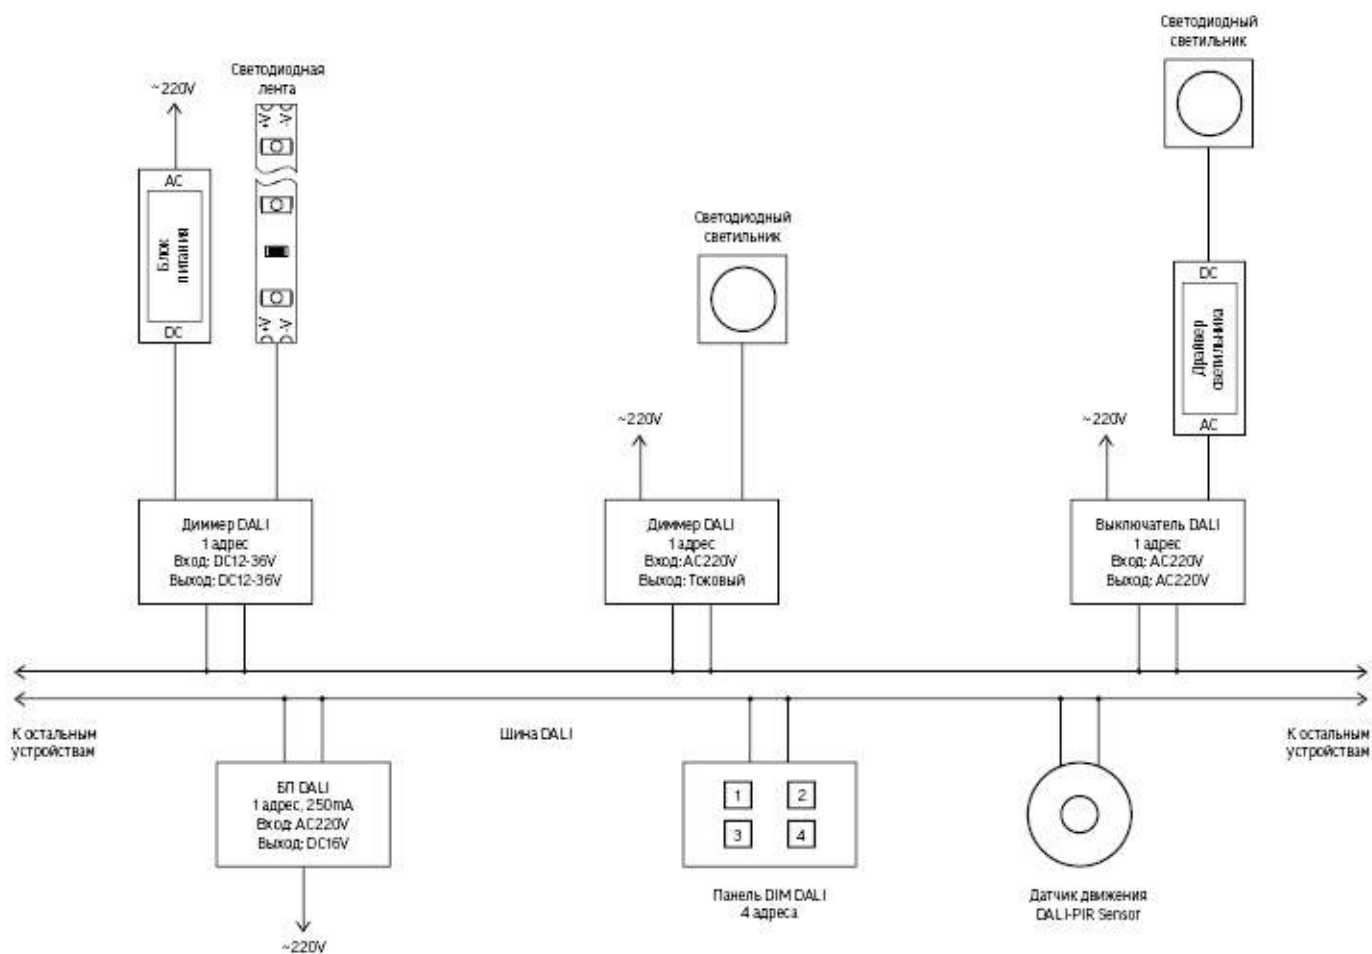 Светодиодный
светильник
Светодиодная
лента
~220V
+V -V
AC
Блок
питания
DC
+V -V
Светодиодный
светильник
DC
Драйвер
светильника
AC
~220V
~220V
Диммер DALI
1 адрес
Вход: DC12-36V
Выход: DC12-36V
Диммер DALI
1 адрес
Вход: AC220V
Выход: Токовый
Выключатель DALI
1 адрес
Вход: AC220V
Выход: AC220V
К остальным
устройствам
Шина DALI
К остальным
устройствам
БП DALI
1 адрес, 250mA
Вход: AC220V
Выход: DC16V
1 2
3 4
Панель DIM DALI
4 адреса
Датчик движения
DALI-PIR Sensor
~220V